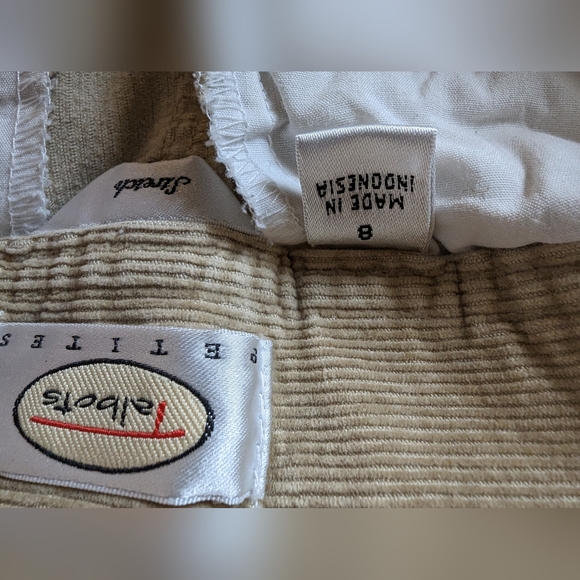 Talbots
PETITES
Stretch
8
MADE IN
INDONESIA